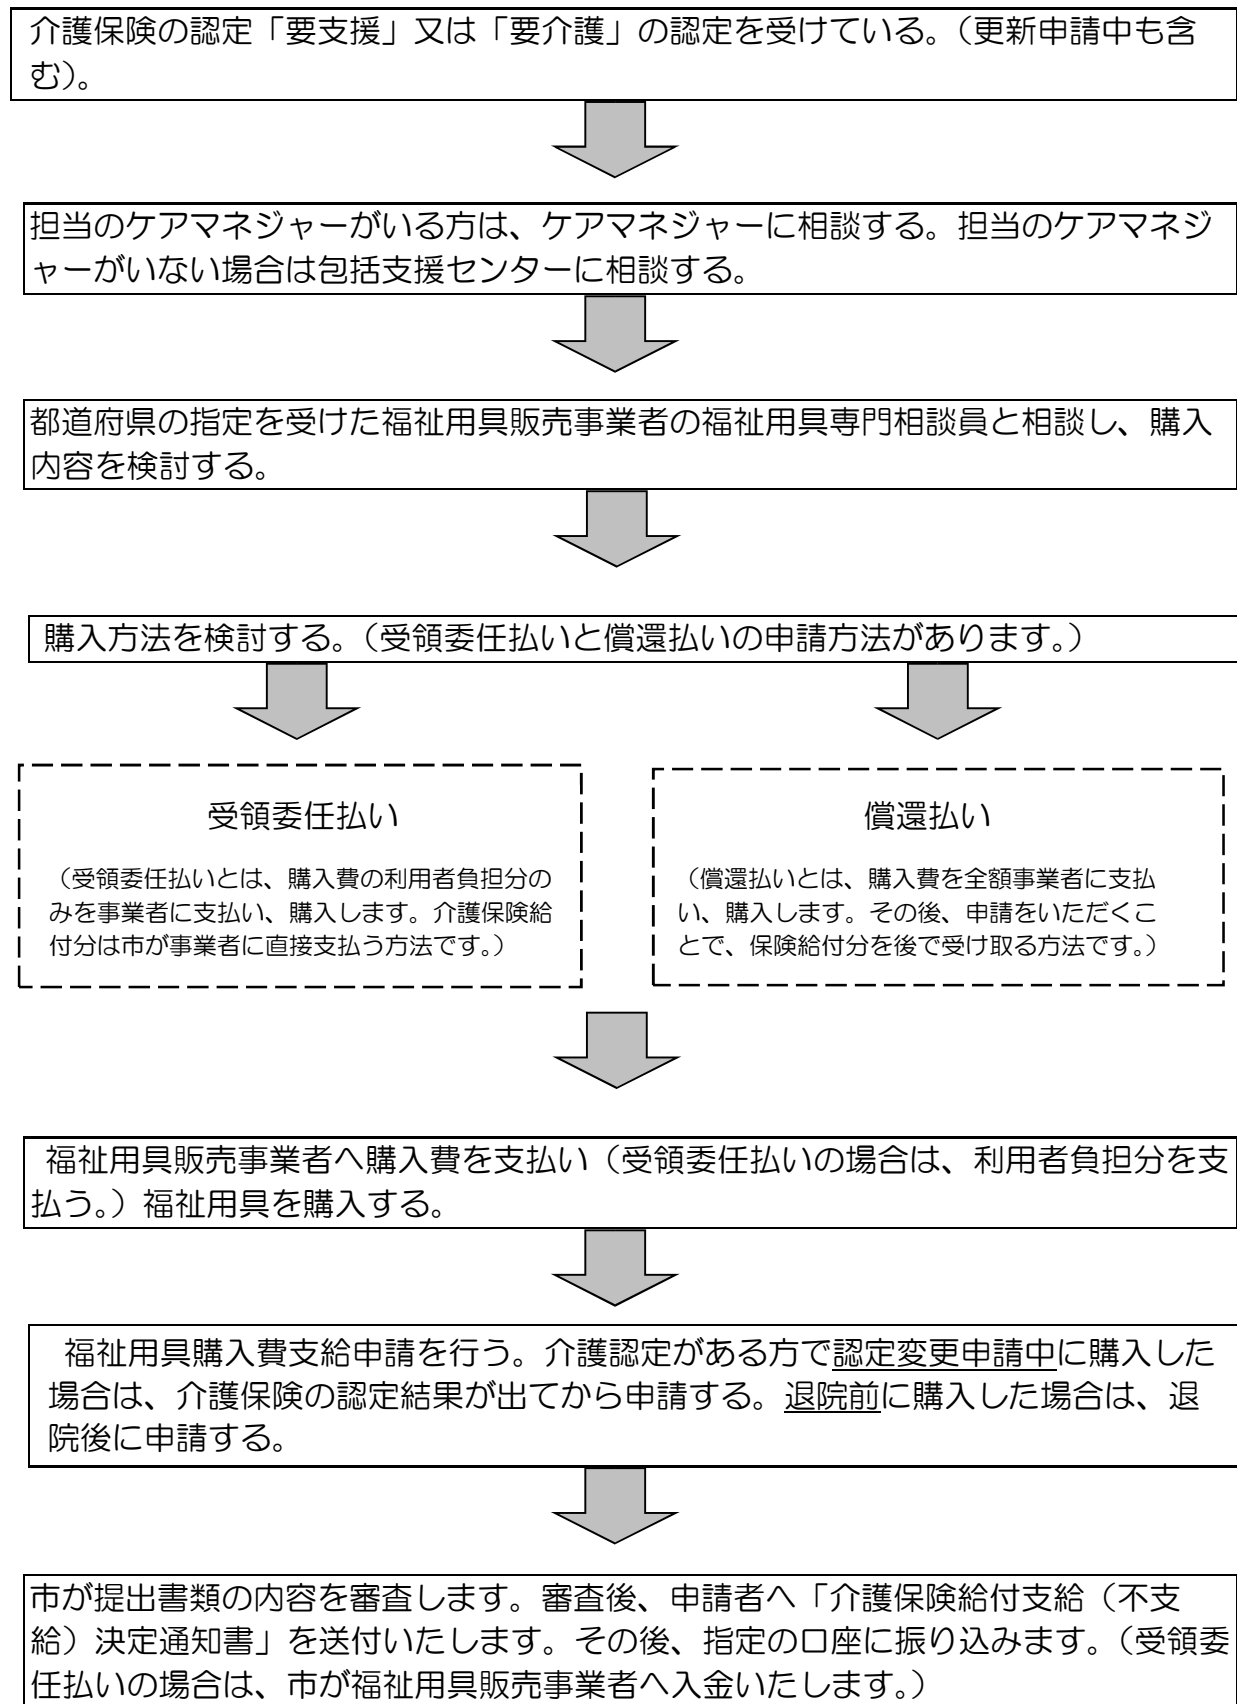 介護保険の認定「要支援」又は「要介護」の認定を受けている。（更新申請中も含
む）。
担当のケアマネジャーがいる方は、ケアマネジャーに相談する。担当のケアマネジ
ャーがいない場合は包括支援センターに相談する。
都道府県の指定を受けた福祉用具販売事業者の福祉用具専門相談員と相談し、購入
内容を検討する。
購入方法を検討する。（受領委任払いと償還払いの申請方法があります。）
受領委任払い
（受領委任払いとは、購入費の利用者負担分の
みを事業者に支払い、購入します。介護保険給
付分は市が事業者に直接支払う方法です。）
償還払い
（償還払いとは、購入費を全額事業者に支払
い、購入します。その後、申請をいただくこ
とで、保険給付分を後で受け取る方法です。）
福祉用具販売事業者へ購入費を支払い（受領委任払いの場合は、利用者負担分を支
払う。）福祉用具を購入する。
福祉用具購入費支給申請を行う。介護認定がある方で認定変更申請中に購入した
場合は、介護保険の認定結果が出てから申請する。退院前に購入した場合は、退
院後に申請する。
市が提出書類の内容を審査します。審査後、申請者へ「介護保険給付支給（不支
給）決定通知書」を送付いたします。その後、指定の口座に振り込みます。（受領委
任払いの場合は、市が福祉用具販売事業者へ入金いたします。）